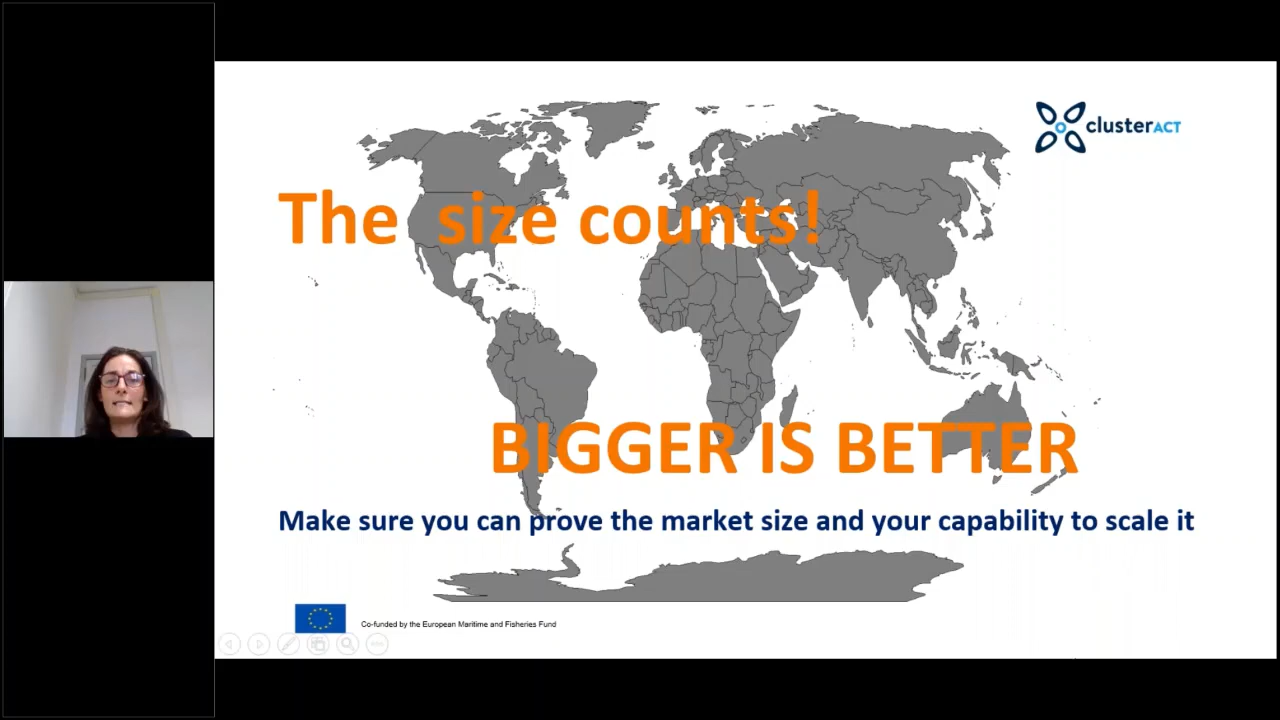 clusterACT
The size counts!
BIGGER IS BETTER
Make sure you can prove the market size and your capability to scale it
Co-funded by the European Maritime and Fisheries Fund